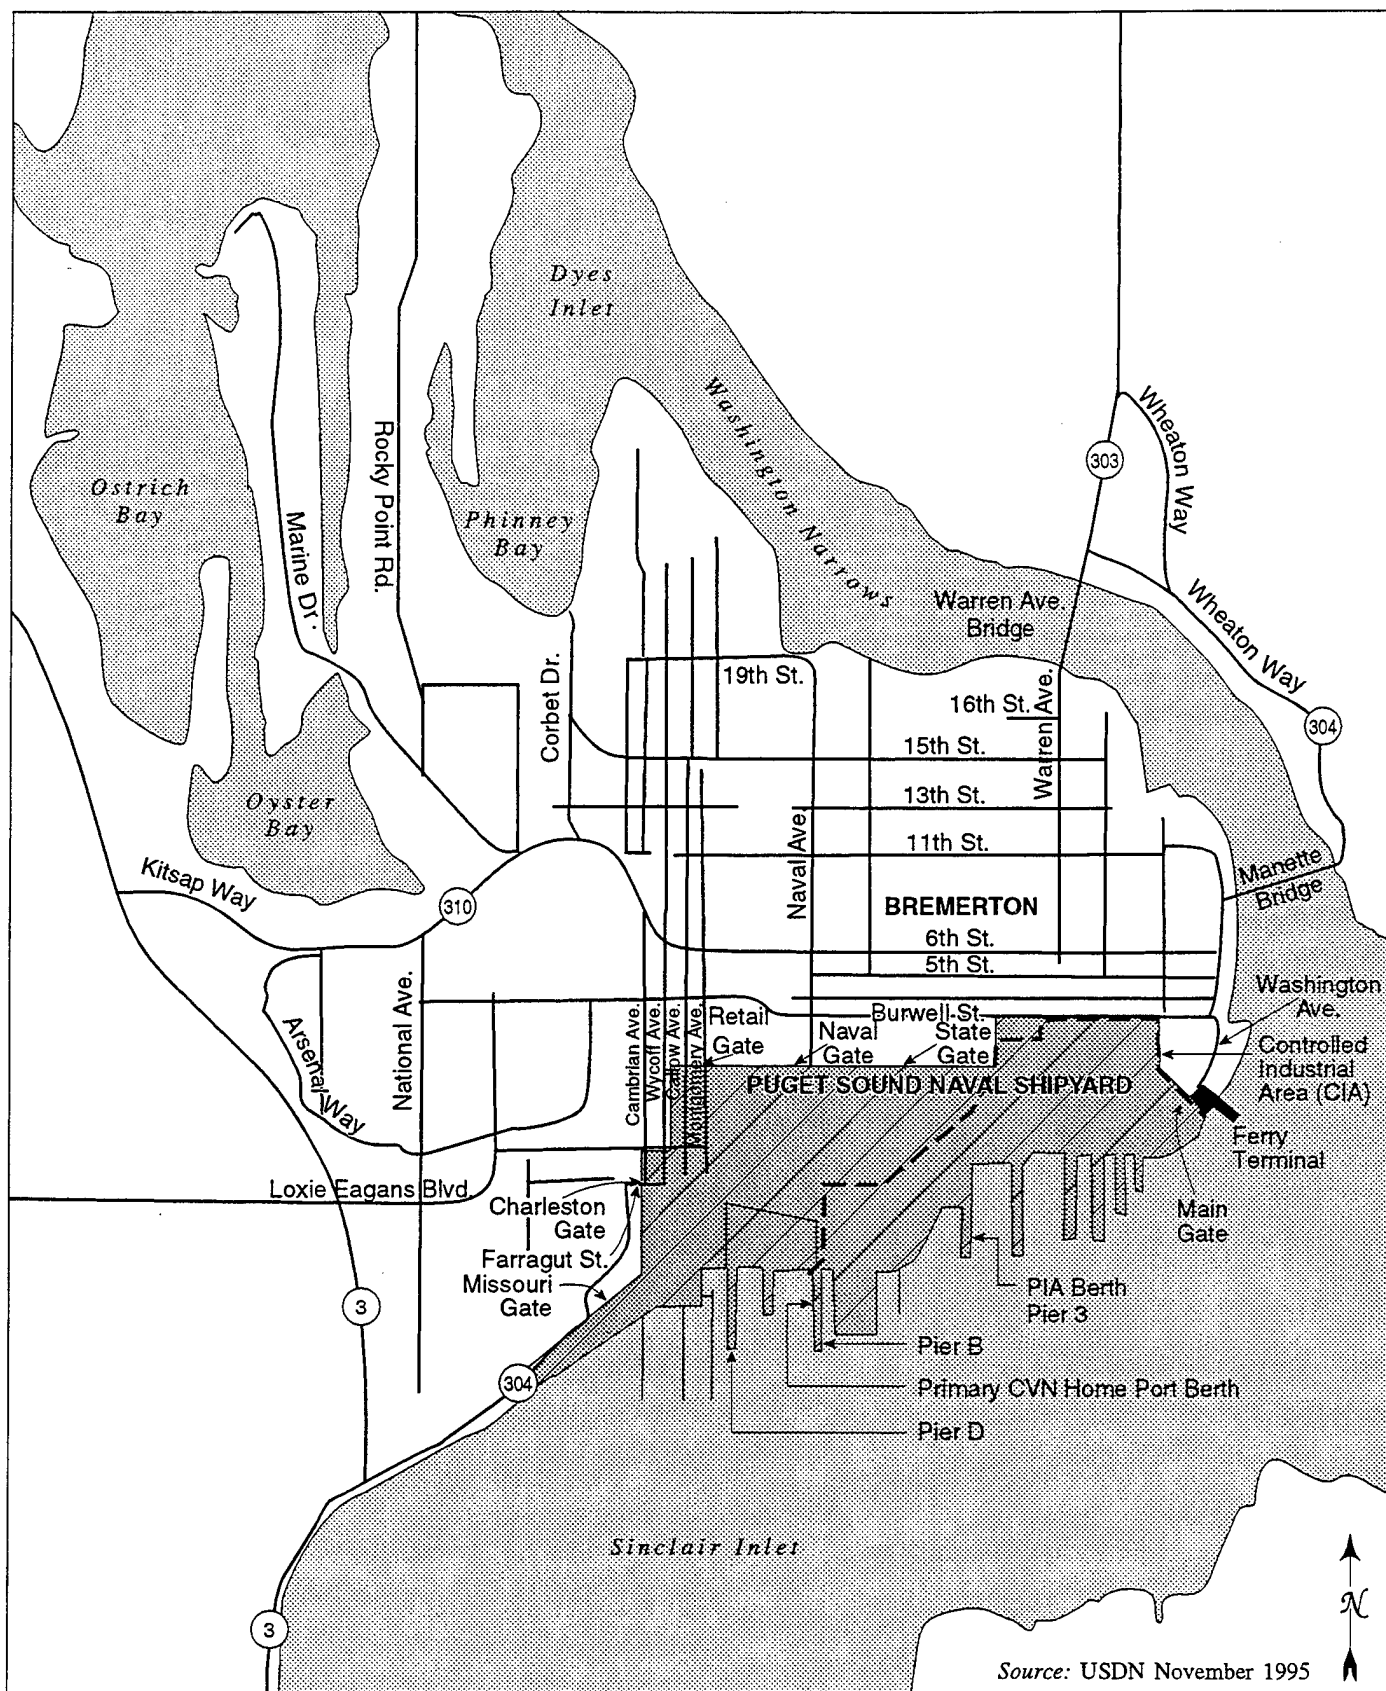 Dyes
Inlet
Washington Narrows
Wheaton Way
303
Rocky Point Rd.
Ostrich
Bay
Marine Dr.
Phinney
Bay
Warren Ave.
Bridge
Wheaton Way
304
Corbet Dr.
19th St.
16th St.
Warren Ave.
15th St.
Oyster
Bay
13th St.
11th St.
Naval Ave.
Manette
Bridge
Kitsap Way
310
BREMERTON
6th St.
5th St.
Washington
Ave.
National Ave.
Arsenal Way
Burwell St.
Cambrian Ave.
Wycoff Ave.
Callow Ave.
Montgomery Ave.
Retail
Gate
Naval
Gate
State
Gate
Controlled
Industrial
Area (CIA)
PUGET SOUND NAVAL SHIPYARD
Ferry
Terminal
Loxie Eagans Blvd.
Charleston
Gate
Main
Gate
Farragut St.
Missouri
Gate
PIA Berth
Pier 3
3
Pier B
304
Primary CVN Home Port Berth
Pier D
Sinclair Inlet
3
N
Source: USDN November 1995